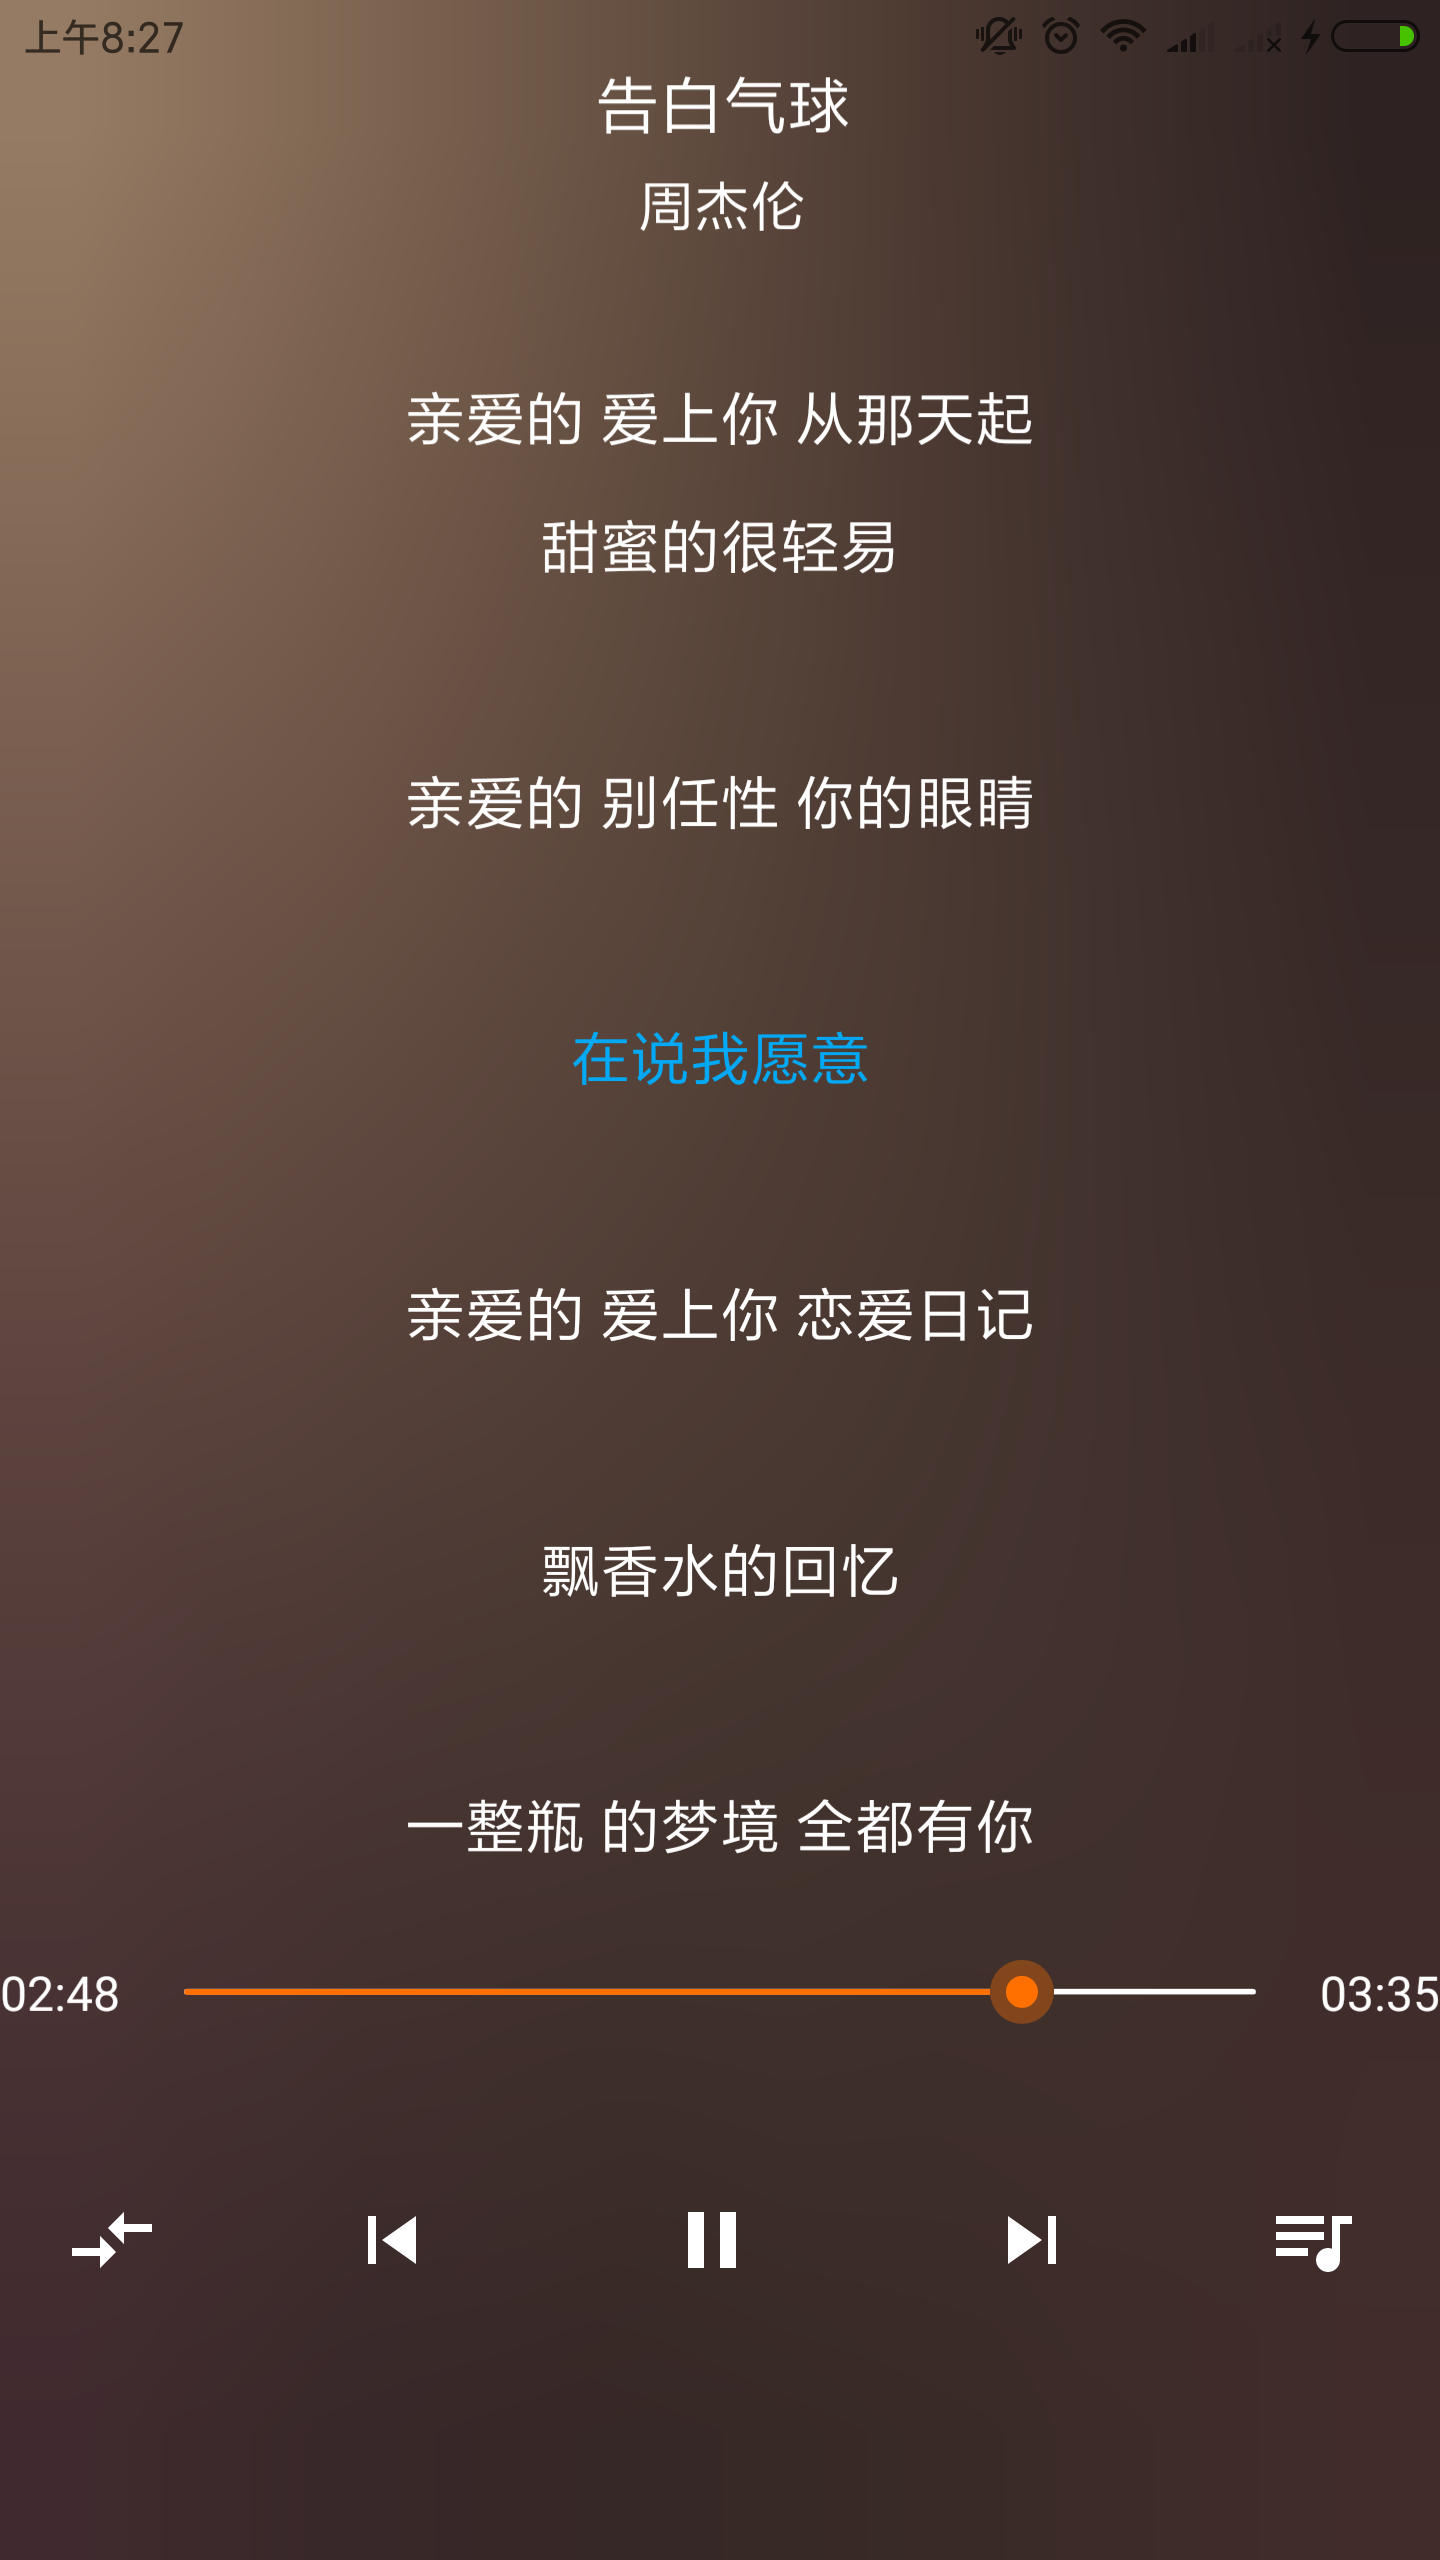 上午8:27
告白气球
周杰伦
亲爱的 爱上你 从那天起
甜蜜的很轻易
亲爱的 别任性 你的眼睛
在说我愿意
亲爱的 爱上你 恋爱日记
飘香水的回忆
一整瓶 的梦境 全都有你
02:48 03:35